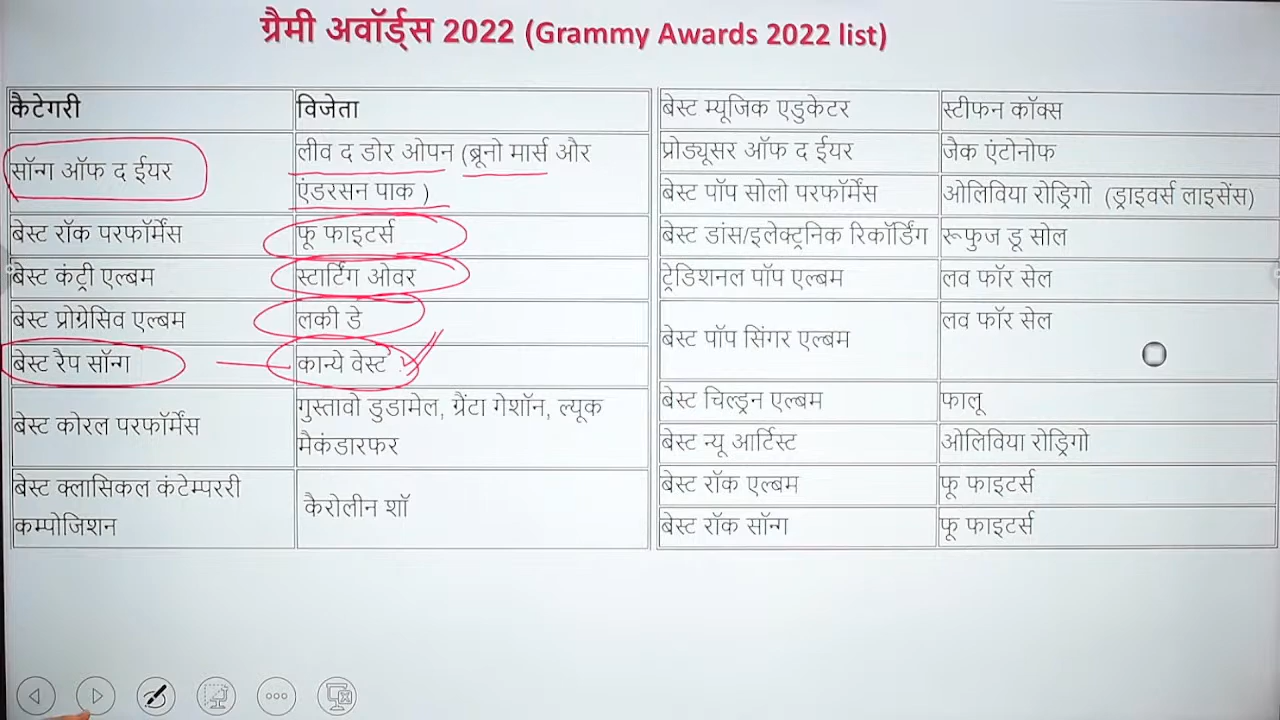 ग्रैमी अवॉर्ड्स 2022 (Grammy Awards 2022 list)
कैटेगरी
विजेता
सॉन्ग ऑफ द ईयर
लीव द डोर ओपन (ब्रूनो मार्स और
एंडरसन पाक )
बेस्ट रॉक परफॉर्मेंस
फू फाइटर्स
बेस्ट कंट्री एल्बम
स्टार्टिंग ओवर
बेस्ट प्रोग्रेसिव एल्बम
लकी डे
बेस्ट रैप सॉन्ग
कान्ये वेस्ट
बेस्ट कोरल परफॉर्मेंस
गुस्तावो डुडामेल, ग्रैंटा गेशॉन, ल्यूक
मैकंडारफर
बेस्ट क्लासिकल कंटेम्पररी
कम्पोजिशन
कैरोलीन शॉ
बेस्ट म्यूजिक एडुकेटर
स्टीफन कॉक्स
प्रोड्यूसर ऑफ द ईयर
जैक एंटोनोफ
बेस्ट पॉप सोलो परफॉर्मेंस
ओलिविया रोड्रिगो (ड्राइवर्स लाइसेंस)
बेस्ट डांस/इलेक्ट्रनिक रिकॉर्डिंग
रूफुज डू सोल
ट्रेडिशनल पॉप एल्बम
लव फॉर सेल
बेस्ट पॉप सिंगर एल्बम
लव फॉर सेल
बेस्ट चिल्ड्रन एल्बम
फालू
बेस्ट न्यू आर्टिस्ट
ओलिविया रोड्रिगो
बेस्ट रॉक एल्बम
फू फाइटर्स
बेस्ट रॉक सॉन्ग
फू फाइटर्स